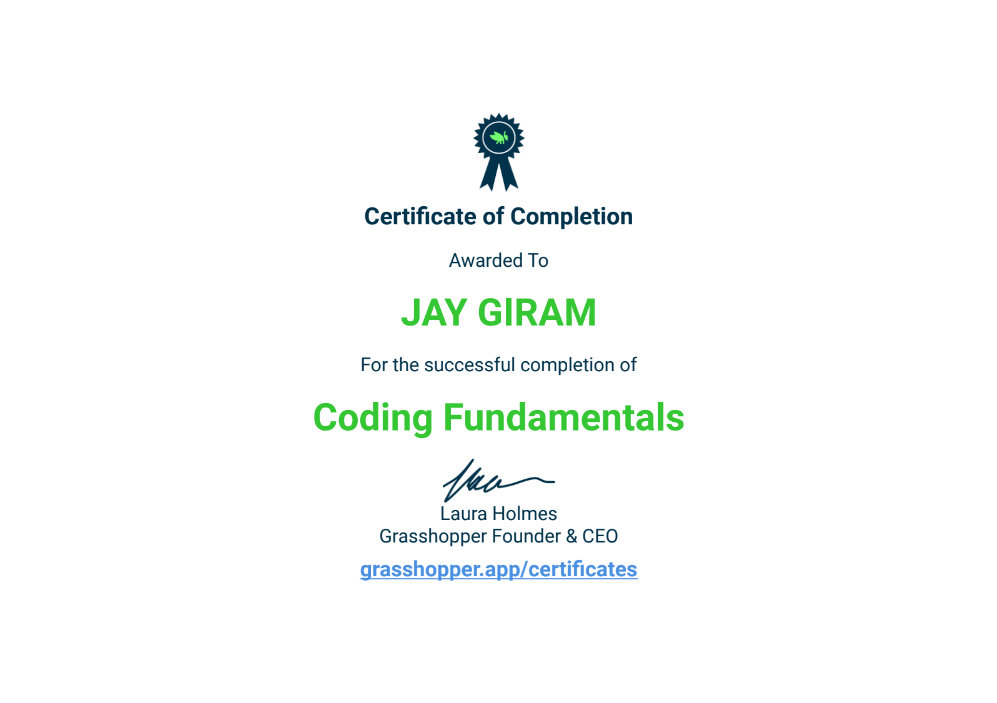 Certificate of Completion
Awarded To
JAY GIRAM
For the successful completion of
Coding Fundamentals
Laura Holmes
Grasshopper Founder & CEO
grasshopper.app/certificates